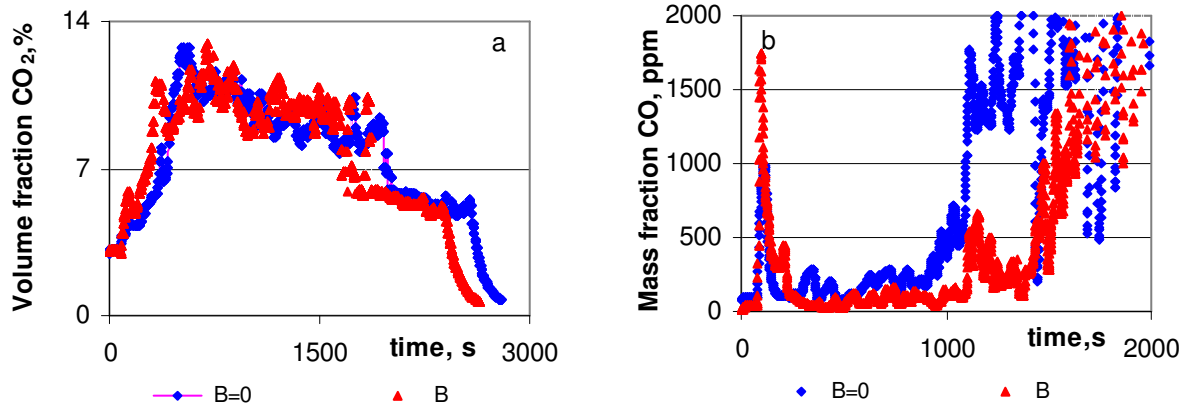 Volume fraction CO₂,%
14
7
0
a
0
1500
3000
time, s
B=0
B
Mass fraction CO, ppm
2000
1500
1000
500
0
b
0
1000
2000
time,s
B=0
B